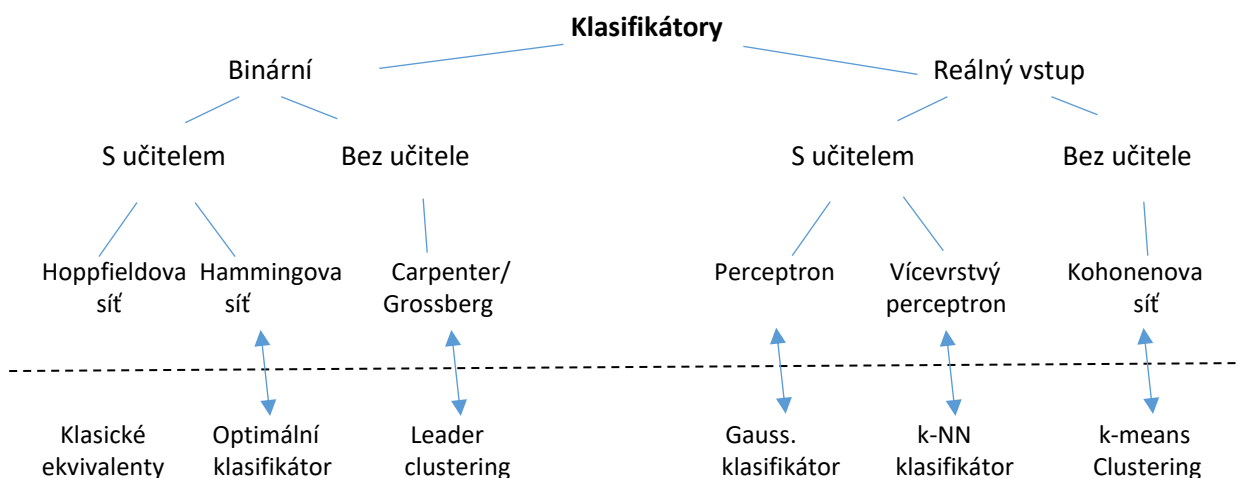 Klasifikátory
Binární
Reálný vstup
S učitelem
Bez učitele
S učitelem
Bez učitele
Hoppfieldova
síť
Hammingova
síť
Carpenter/
Grossberg
Perceptron
Vícevrstvý
perceptron
Kohonenova
síť
Klasické
ekvivalenty
Optimální
klasifikátor
Leader
clustering
Gauss.
klasifikátor
k-NN
klasifikátor
k-means
Clustering